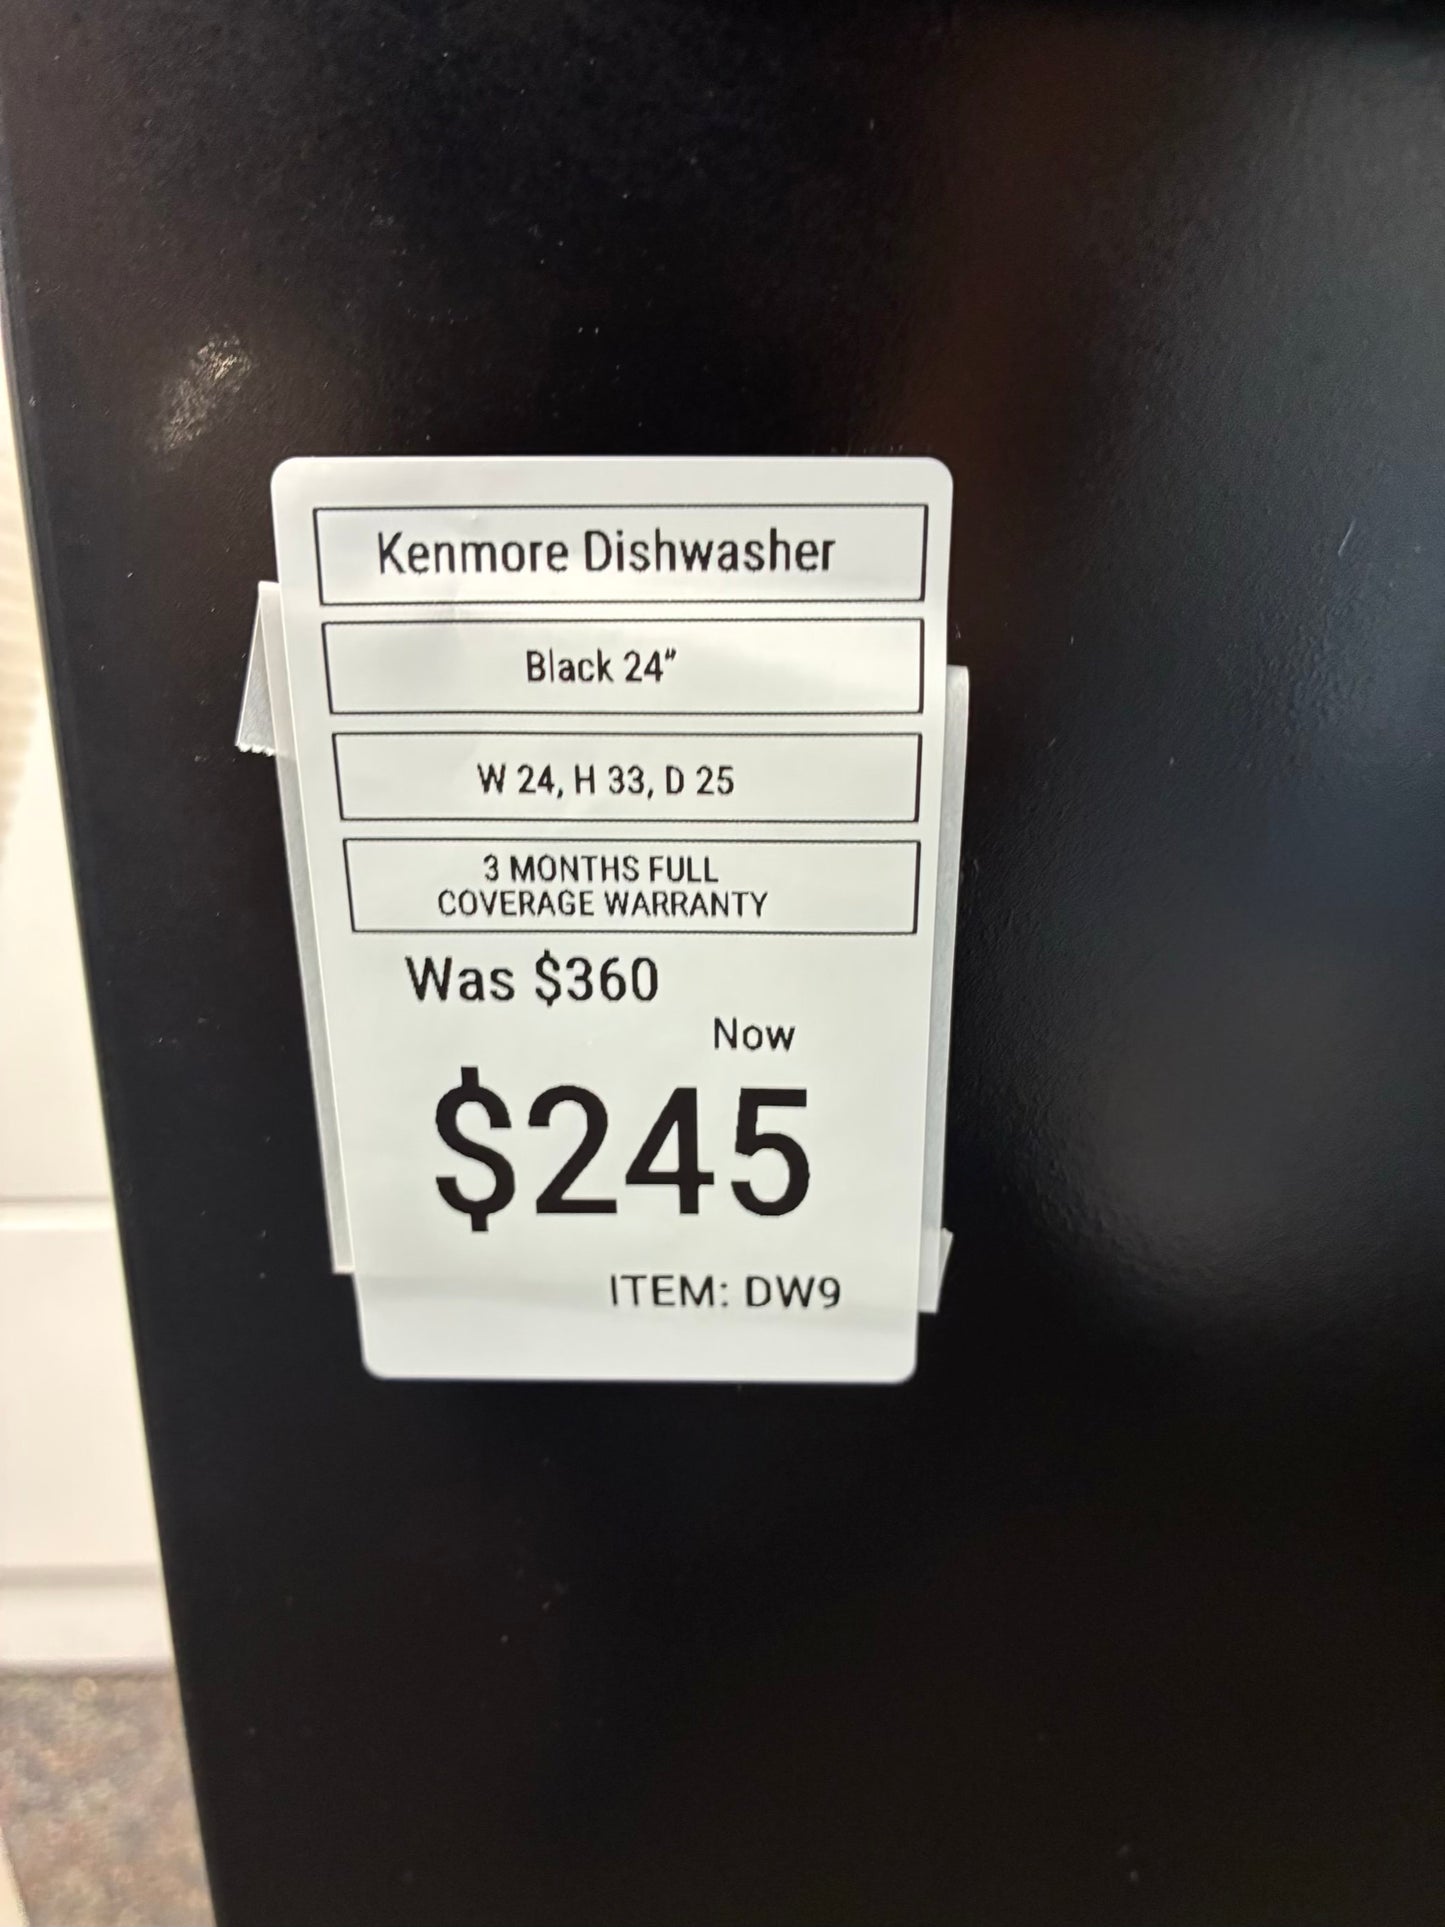 Kenmore Dishwasher
Black 24"
W 24, H 33, D 25
3 MONTHS FULL
COVERAGE WARRANTY
Was $360
Now
$245
ITEM: DW9